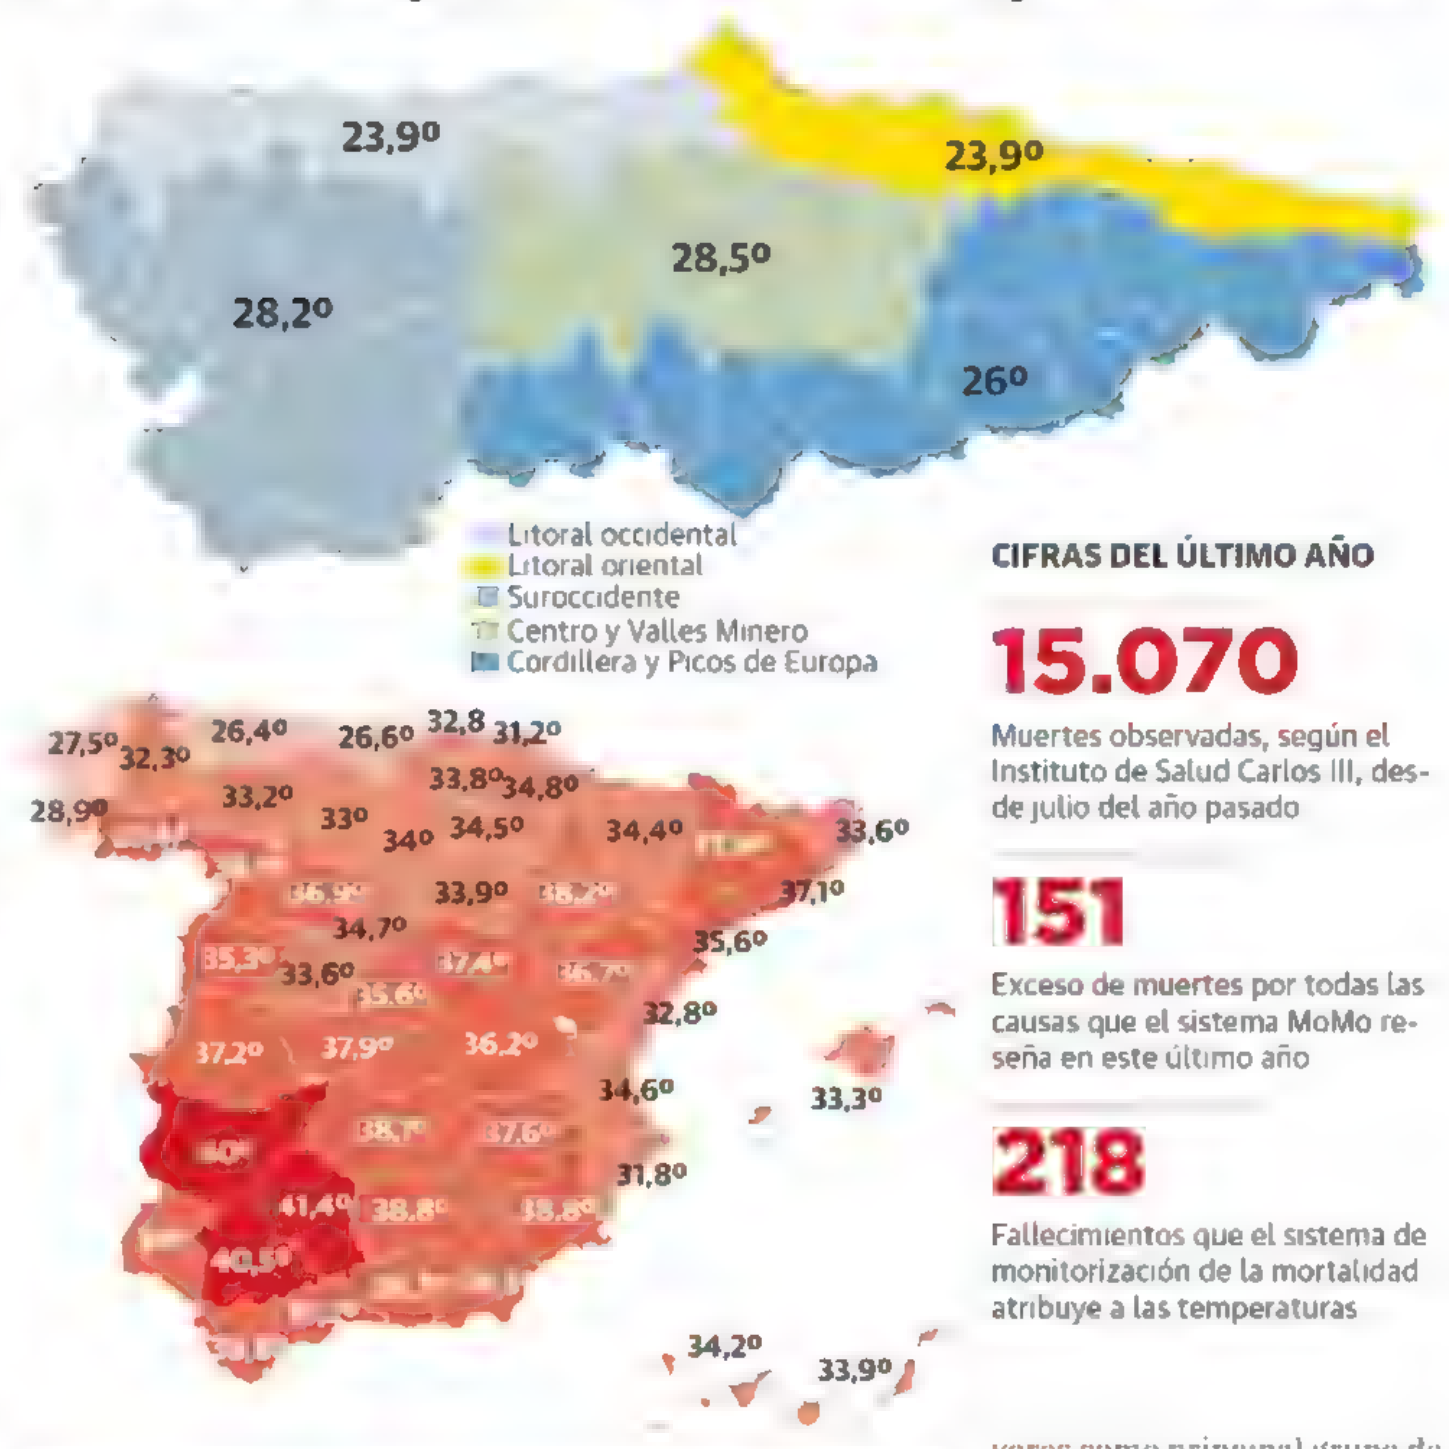 23,9º
23,9º
28,5º
28,2º
26º
Litoral occidental
Litoral oriental
Suroccidente
Centro y Valles Minero
Cordillera y Picos de Europa
CIFRAS DEL ÚLTIMO AÑO
15.070
Muertes observadas, según el
Instituto de Salud Carlos III, des-
de julio del año pasado
151
Exceso de muertes por todas las
causas que el sistema MoMo re-
seña en este último año
218
Fallecimientos que el sistema de
monitorización de la mortalidad
atribuye a las temperaturas
27,5º 32,3º 26,4º 26,6º 32,8 31,2º
33,8º 34,8º
28,9º 33,2º 33º 34º 34,5º 34,4º 33,6º
36,9º 33,9º 38,2º 37,1º
34,7º 35,6º
35,3º 33,6º 37,4º 36,7º
35,6º 32,8º
37,2º 37,9º 36,2º
34,6º 33,3º
40º 38,1º 37,6º
31,8º
41,4º 38,8º 38,8º
40,5º
34,2º 33,9º